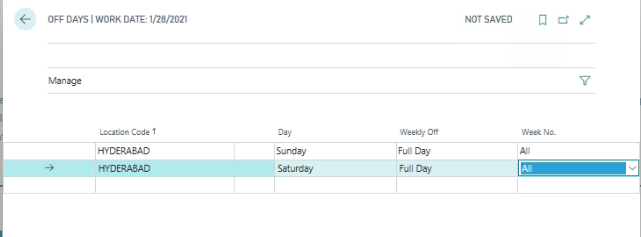 OFF DAYS | WORK DATE: 1/28/2021 NOT SAVED
Manage
Location Code ↑ Day Weekly Off Week No.
HYDERABAD Sunday Full Day All
→ HYDERABAD Saturday Full Day All